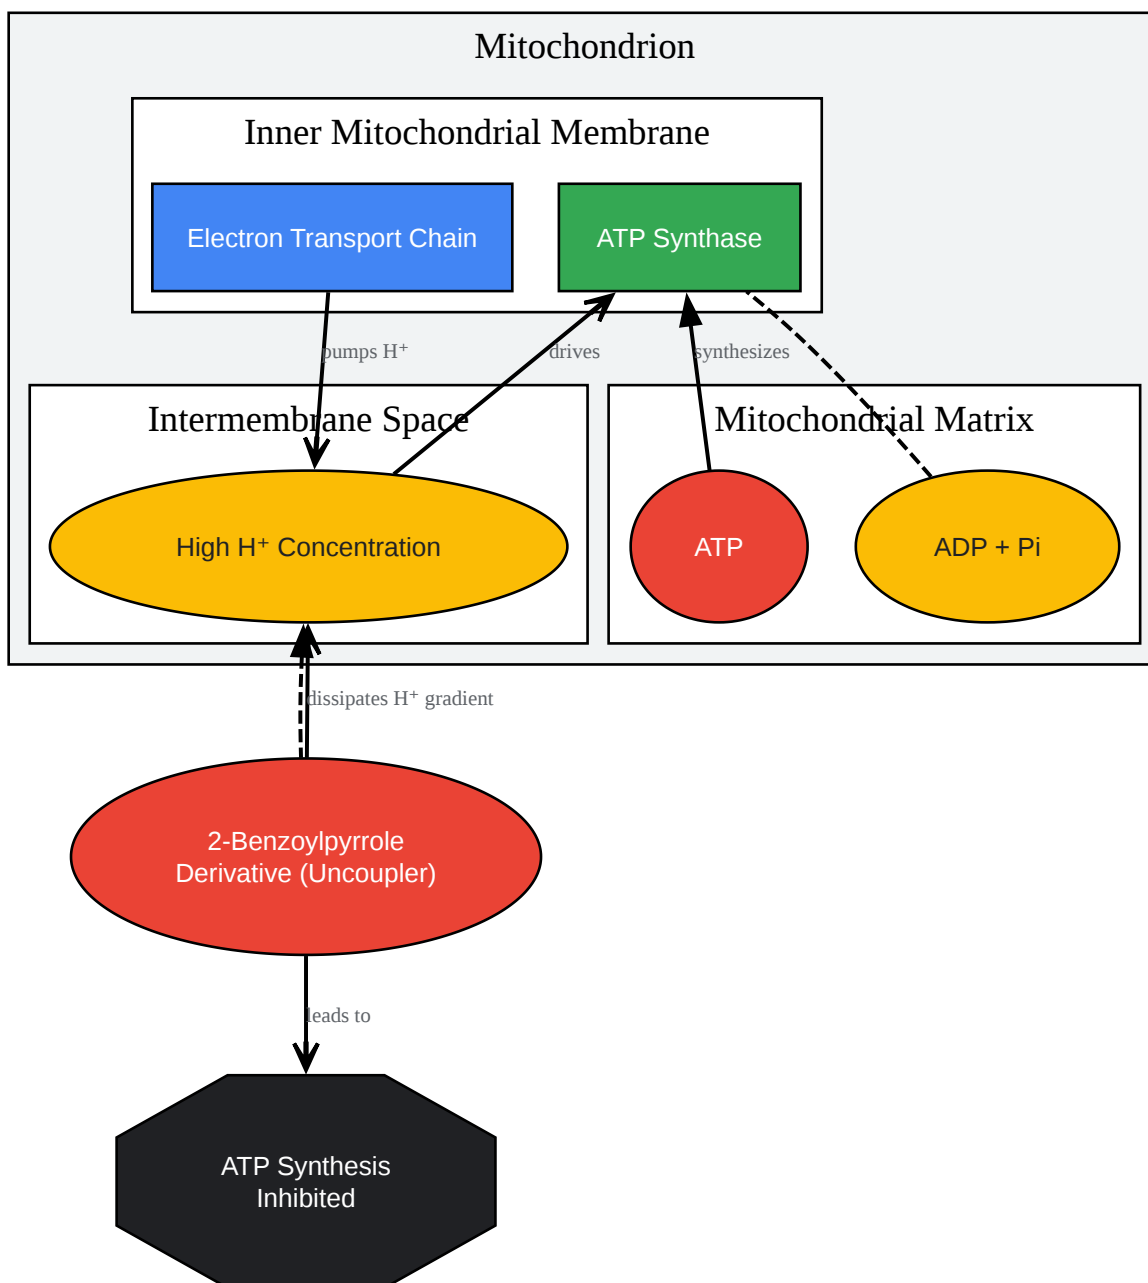 Mitochondrion
Inner Mitochondrial Membrane
Electron Transport Chain
ATP Synthase
pumps H⁺
drives
synthesizes
Intermembrane Space
Mitochondrial Matrix
High H⁺ Concentration
ATP
ADP + Pi
dissipates H⁺ gradient
2-Benzoylpyrrole
Derivative (Uncoupler)
leads to
ATP Synthesis
Inhibited